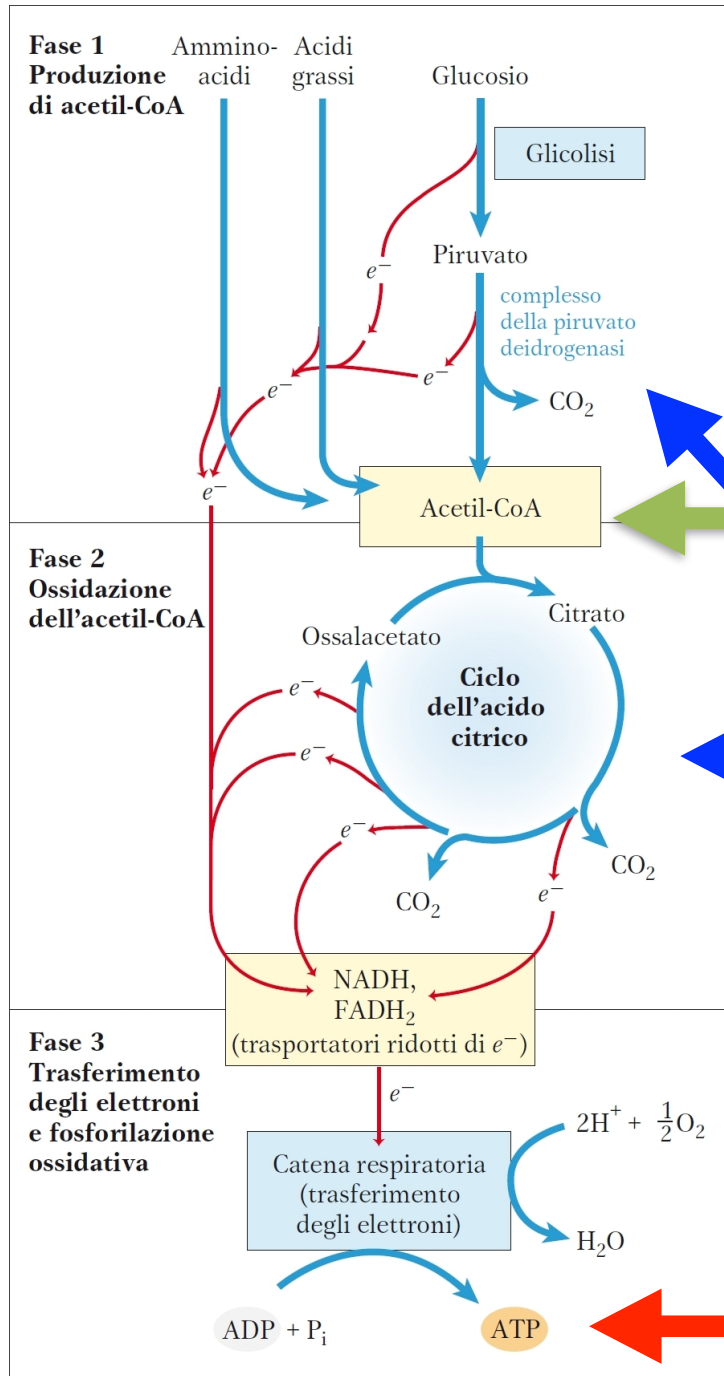 Fase 1
Produzione
di acetil-CoA
Ammino-
acidi
Acidi
grassi
Glucosio
Glicolisi
Piruvato
e⁻
complesso
della piruvato
deidrogenasi
e⁻
e⁻
CO₂
e⁻
Acetil-CoA
Fase 2
Ossidazione
dell'acetil-CoA
Ossalacetato
Citrato
Ciclo
dell'acido
citrico
e⁻
e⁻
e⁻
CO₂
CO₂
e⁻
NADH,
FADH₂
(trasportatori ridotti di e⁻)
Fase 3
Trasferimento
degli elettroni
e fosforilazione
ossidativa
e⁻
2H⁺ + ½O₂
Catena respiratoria
(trasferimento
degli elettroni)
H₂O
ADP + Pᵢ
ATP